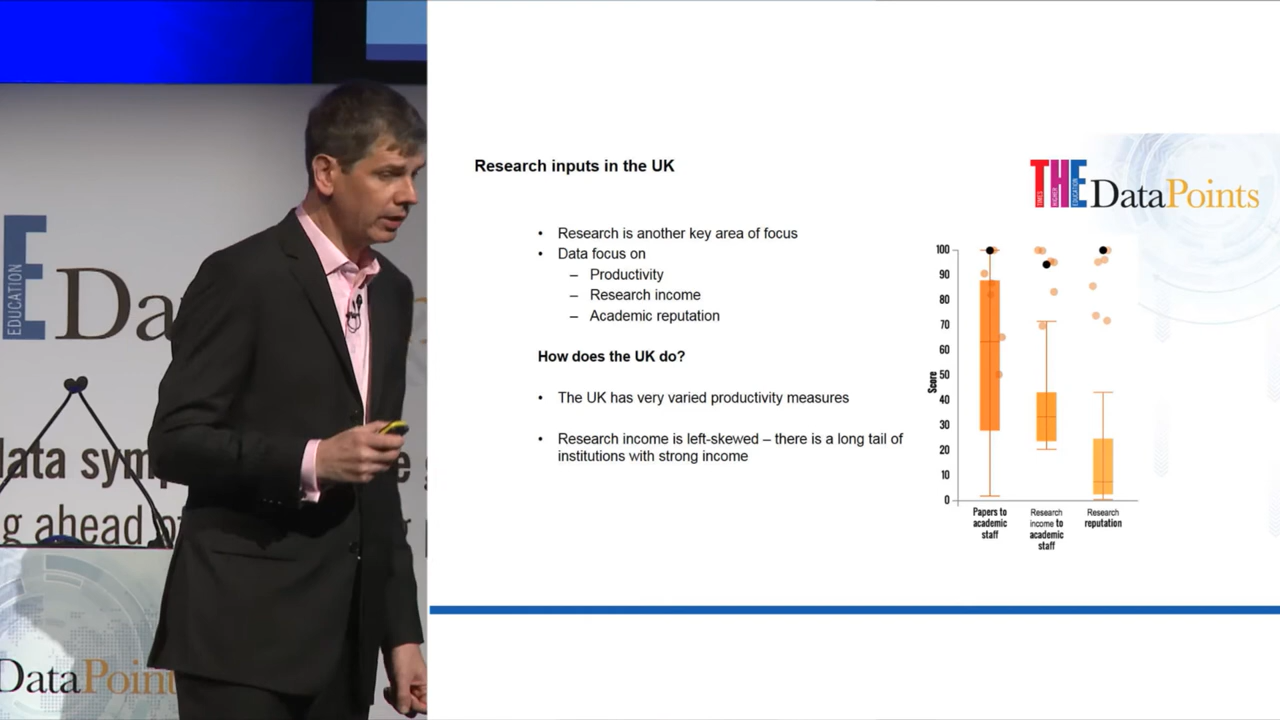 EDUCATION
Da
data sym
e g
g ahead o
DataPoint
Research inputs in the UK
THE DataPoints
TIMES HIGHER EDUCATION
• Research is another key area of focus
• Data focus on
– Productivity
– Research income
– Academic reputation
How does the UK do?
• The UK has very varied productivity measures
• Research income is left-skewed – there is a long tail of
institutions with strong income
Score
100
90
80
70
60
50
40
30
20
10
0
Papers to
academic
staff
Research
income to
academic
staff
Research
reputation